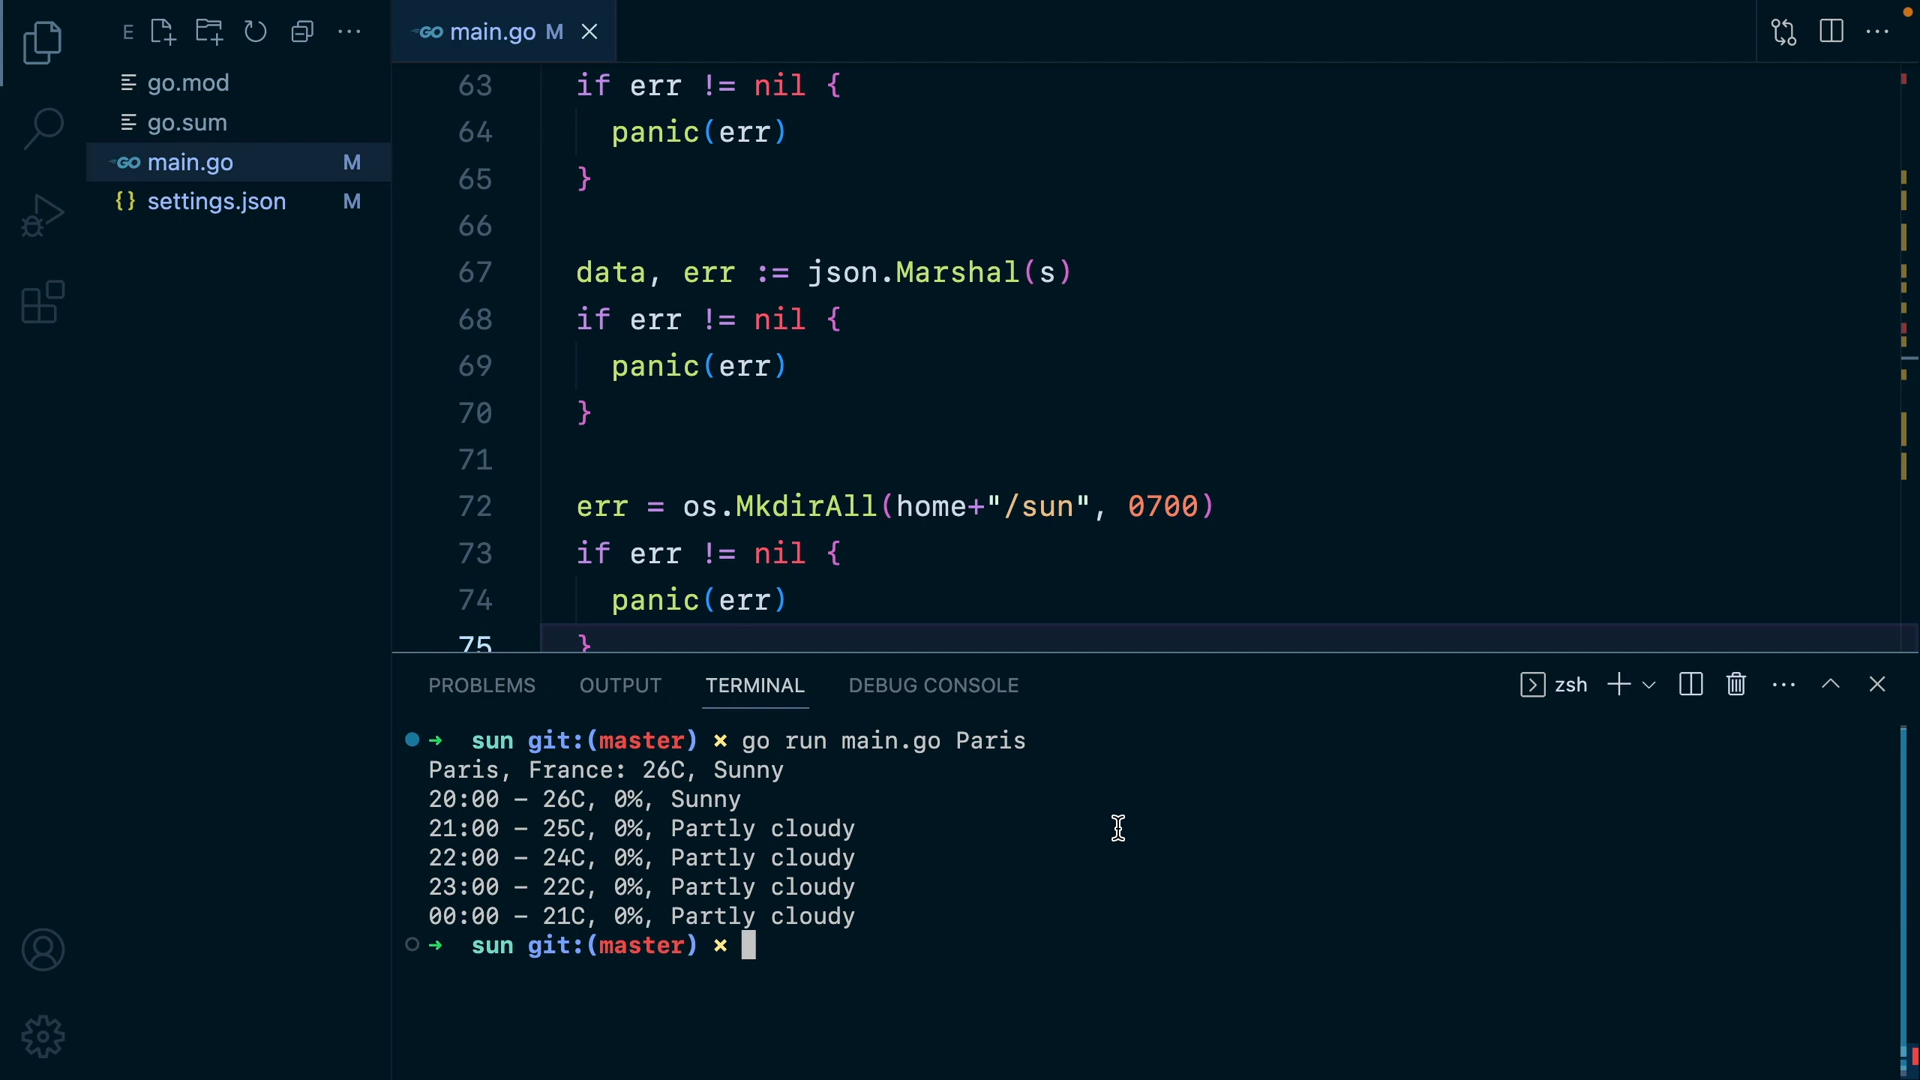 E
go.mod
go.sum
GO main.go M
{} settings.json M
GO main.go M
63 if err != nil {
64 panic(err)
65 }
66
67 data, err := json.Marshal(s)
68 if err != nil {
69 panic(err)
70 }
71
72 err = os.MkdirAll(home+"/sun", 0700)
73 if err != nil {
74 panic(err)
75 }
PROBLEMS OUTPUT TERMINAL DEBUG CONSOLE zsh
→ sun git:(master) × go run main.go Paris
Paris, France: 26C, Sunny
20:00 – 26C, 0%, Sunny
21:00 – 25C, 0%, Partly cloudy
22:00 – 24C, 0%, Partly cloudy
23:00 – 22C, 0%, Partly cloudy
00:00 – 21C, 0%, Partly cloudy
→ sun git:(master) ×